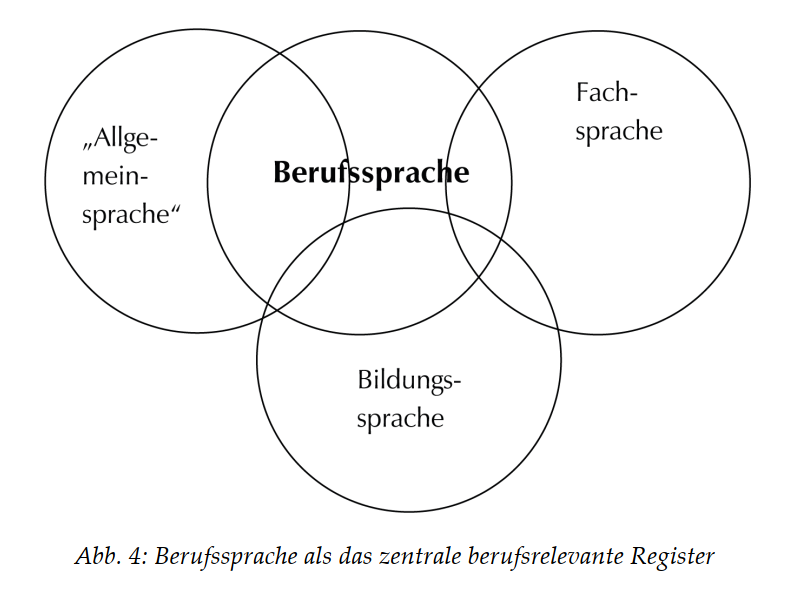 „Allge-
mein-
sprache“
Berufssprache
Fach-
sprache
Bildungs-
sprache
Abb. 4: Berufssprache als das zentrale berufsrelevante Register